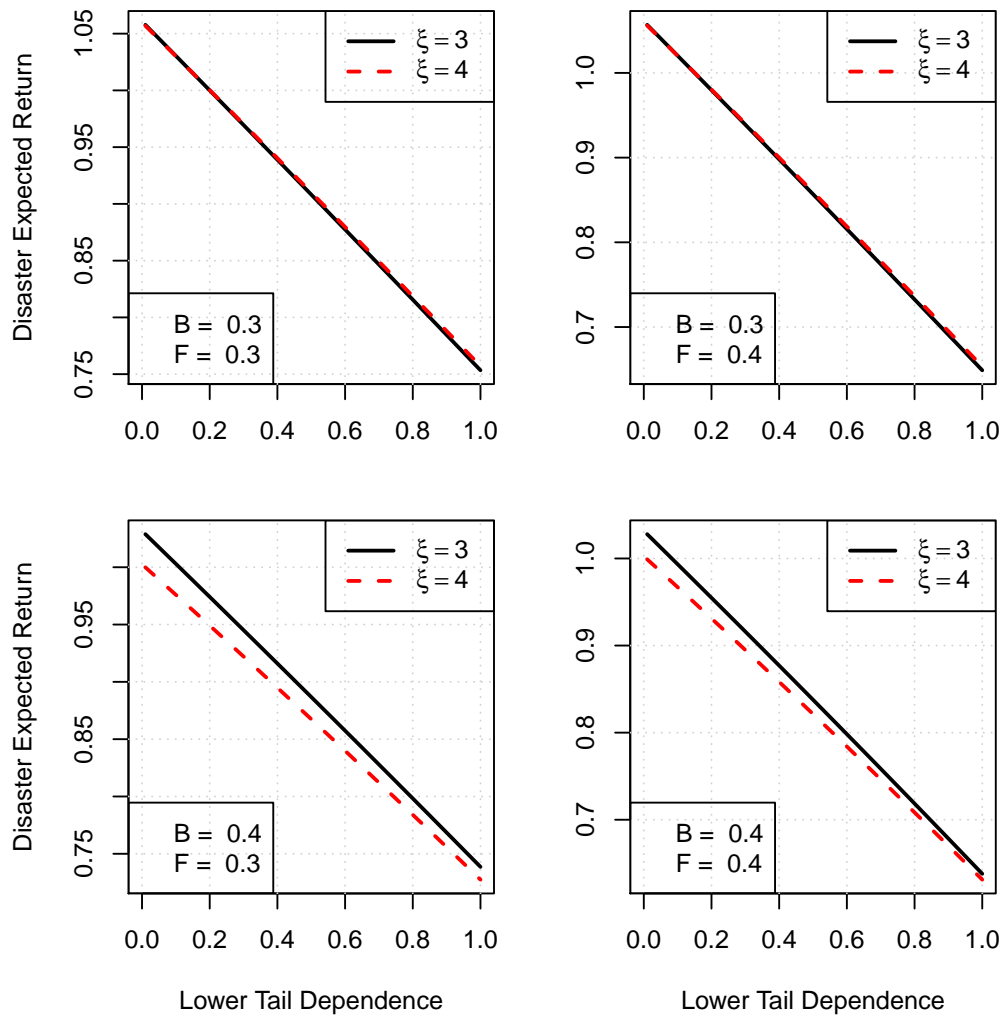 Disaster Expected Return
1.05
0.95
0.85
0.75
ξ = 3
ξ = 4
B = 0.3
F = 0.3
0.0 0.2 0.4 0.6 0.8 1.0
1.0
0.9
0.8
0.7
ξ = 3
ξ = 4
B = 0.3
F = 0.4
0.0 0.2 0.4 0.6 0.8 1.0
Disaster Expected Return
0.95
0.85
0.75
ξ = 3
ξ = 4
B = 0.4
F = 0.3
0.0 0.2 0.4 0.6 0.8 1.0
Lower Tail Dependence
1.0
0.9
0.8
0.7
ξ = 3
ξ = 4
B = 0.4
F = 0.4
0.0 0.2 0.4 0.6 0.8 1.0
Lower Tail Dependence